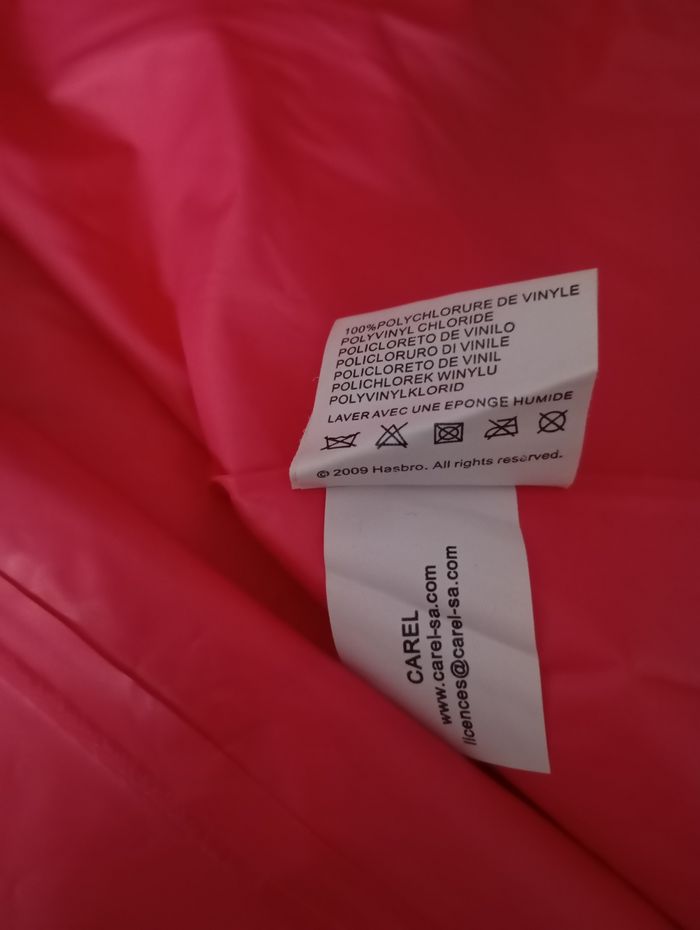 100%POLYCHLORURE DE VINYLE
POLYVINYL CHLORIDE
POLICLORETO DE VINILO
POLICLORURO DI VINILE
POLICLORETO DE VINIL
POLICHLOREK WINYLU
POLYVINYLKLORID
LAVER AVEC UNE EPONGE HUMIDE
© 2009 Hasbro. All rights reserved.
CAREL
www.carel-sa.com
licences@carel-sa.com